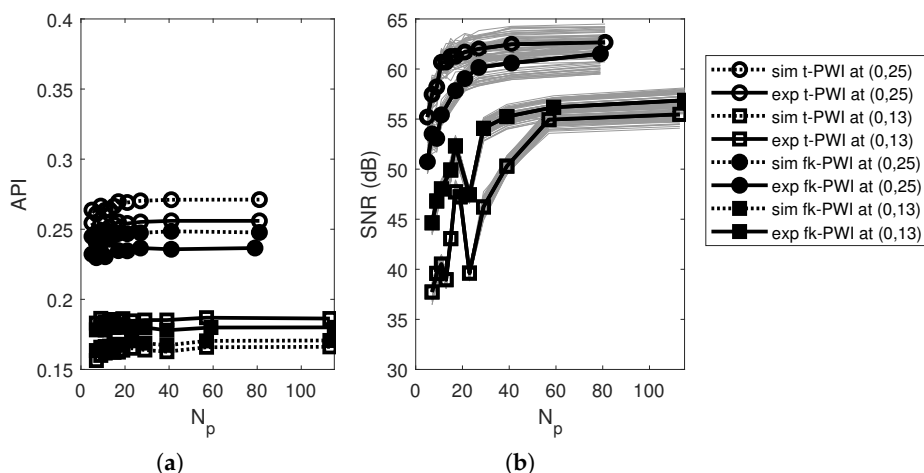 0.4
0.35
0.3
0.25
0.2
0.15
API
0 20 40 60 80 100
N_p
(a)
65
60
55
50
45
40
35
30
SNR (dB)
0 20 40 60 80 100
N_p
(b)
sim t-PWI at (0,25)
exp t-PWI at (0,25)
sim t-PWI at (0,13)
exp t-PWI at (0,13)
sim fk-PWI at (0,25)
exp fk-PWI at (0,25)
sim fk-PWI at (0,13)
exp fk-PWI at (0,13)